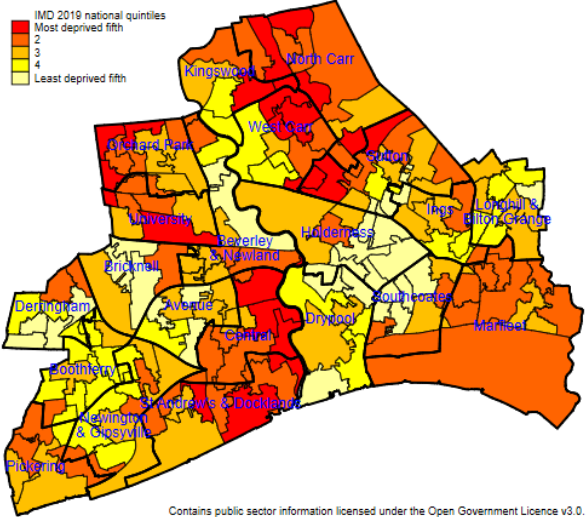 IMD 2019 national quintiles
Most deprived fifth
2
3
4
Least deprived fifth
North Carr
Kingswood
West Carr
Orchard Park
Sutton
University
Ings
Longhill &
Bilton Grange
Holderness
Beverley
& Newland
Bricknell
Derringham
Avenue
Southcoates
Drypool
Marfleet
Central
Boothferry
St Andrew's & Docklands
Newington
& Gipsyville
Pickering
Contains public sector information licensed under the Open Government Licence v3.0